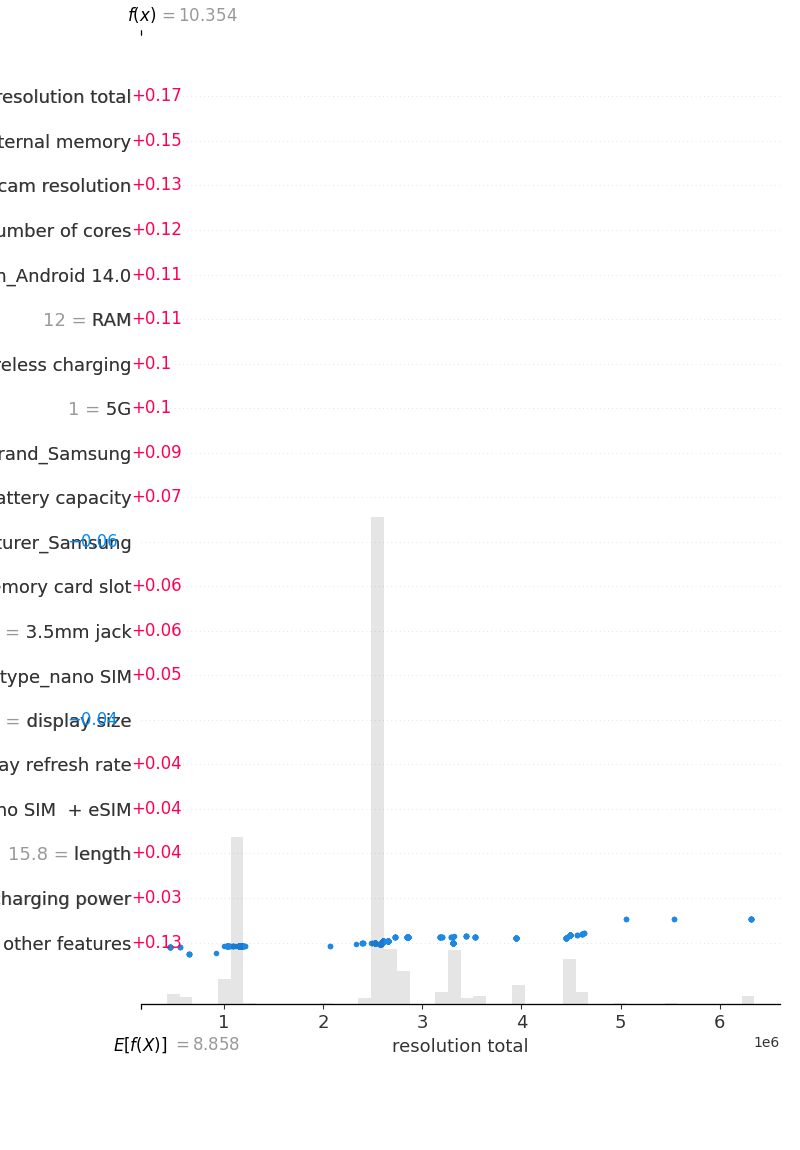 f(x) = 10.354
resolution total +0.17
ternal memory +0.15
cam resolution +0.13
umber of cores +0.12
n_Android 14.0 +0.11
12 = RAM +0.11
reless charging +0.1
1 = 5G +0.1
rand_Samsung +0.09
attery capacity +0.07
turer_Samsung −0.06
emory card slot +0.06
= 3.5mm jack +0.06
type_nano SIM +0.05
= display size −0.04
ay refresh rate +0.04
no SIM + eSIM +0.04
15.8 = length +0.04
harging power +0.03
other features +0.13
1 2 3 4 5 6
1e6
E[f(X)] = 8.858
resolution total